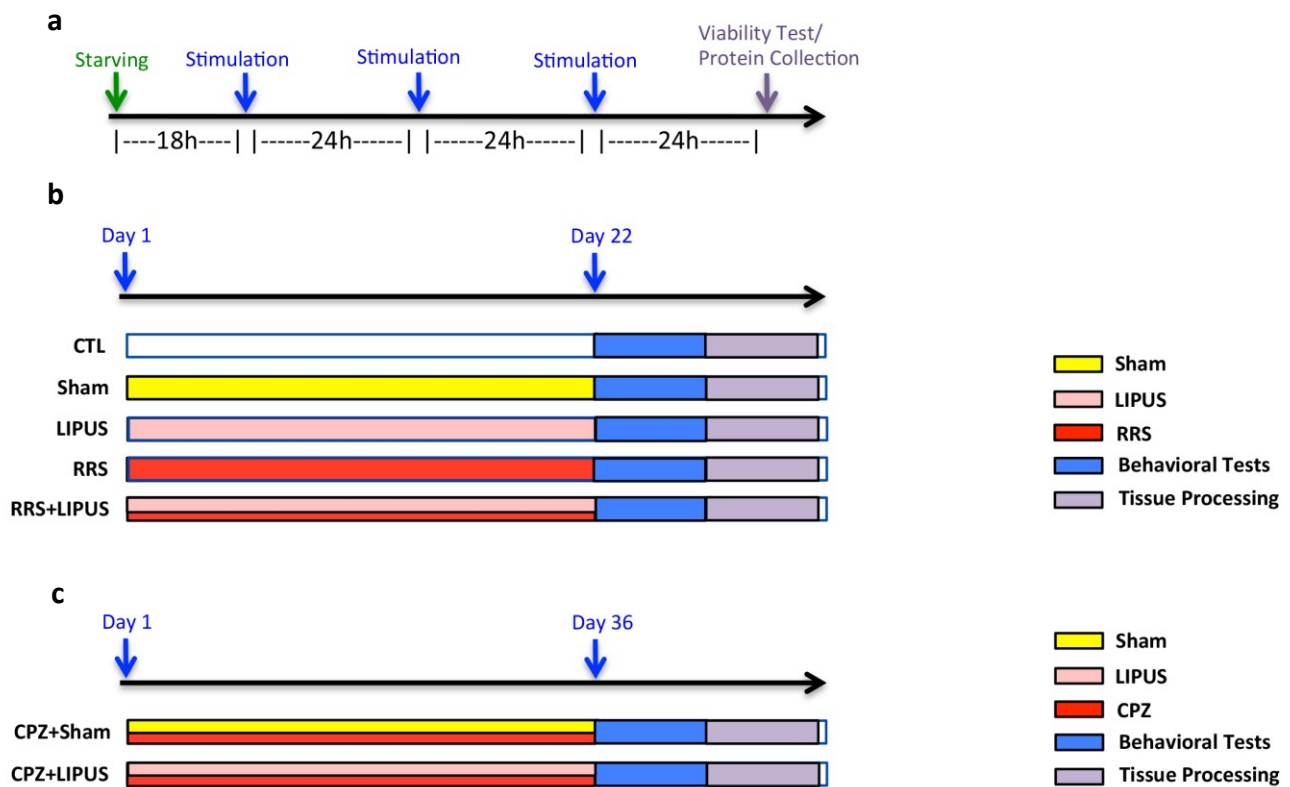 a
Starving
Stimulation
Stimulation
Stimulation
Viability Test/
Protein Collection
|----18h----| |------24h------| |------24h------| |------24h------|
b
Day 1
Day 22
CTL
Sham
LIPUS
RRS
RRS+LIPUS
Sham
LIPUS
RRS
Behavioral Tests
Tissue Processing
c
Day 1
Day 36
CPZ+Sham
CPZ+LIPUS
Sham
LIPUS
CPZ
Behavioral Tests
Tissue Processing